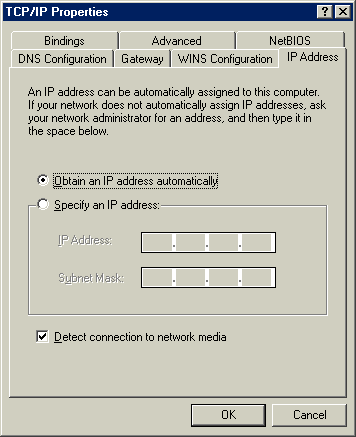 TCP/IP Properties
Bindings Advanced NetBIOS
DNS Configuration Gateway WINS Configuration IP Address
An IP address can be automatically assigned to this computer.
If your network does not automatically assign IP addresses, ask
your network administrator for an address, and then type it in
the space below.
Obtain an IP address automatically
Specify an IP address:
IP Address:
Subnet Mask:
Detect connection to network media
OK Cancel